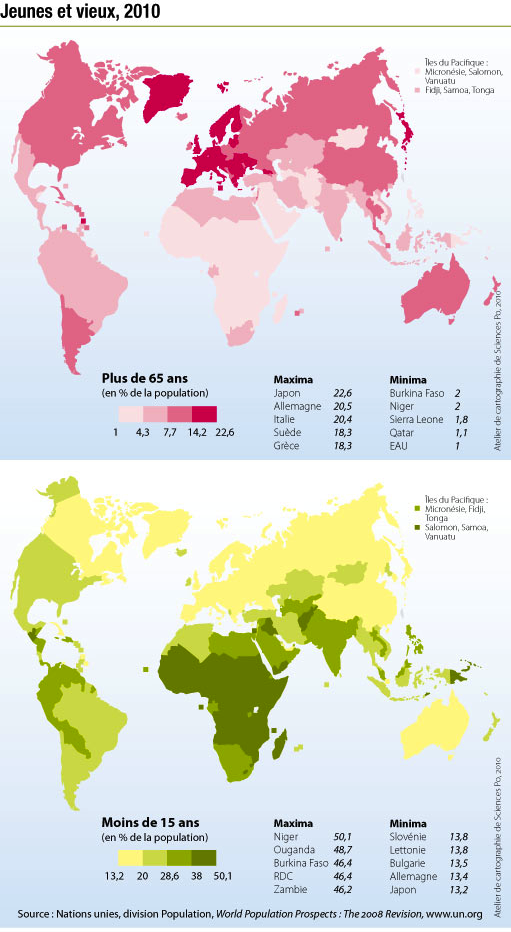 Jeunes et vieux, 2010
Îles du Pacifique :
Micronésie, Salomon,
Vanuatu
Fidji, Samoa, Tonga
Plus de 65 ans
(en % de la population)
1 4,3 7,7 14,2 22,6
Maxima
Japon 22,6
Allemagne 20,5
Italie 20,4
Suède 18,3
Grèce 18,3
Minima
Burkina Faso 2
Niger 2
Sierra Leone 1,8
Qatar 1,1
EAU 1
Atelier de cartographie de Sciences Po, 2010
Îles du Pacifique :
Micronésie, Fidji,
Tonga
Salomon, Samoa,
Vanuatu
Moins de 15 ans
(en % de la population)
13,2 20 28,6 38 50,1
Maxima
Niger 50,1
Ouganda 48,7
Burkina Faso 46,4
RDC 46,4
Zambie 46,2
Minima
Slovénie 13,8
Lettonie 13,8
Bulgarie 13,5
Allemagne 13,4
Japon 13,2
Atelier de cartographie de Sciences Po, 2010
Source : Nations unies, division Population, World Population Prospects : The 2008 Revision, www.un.org